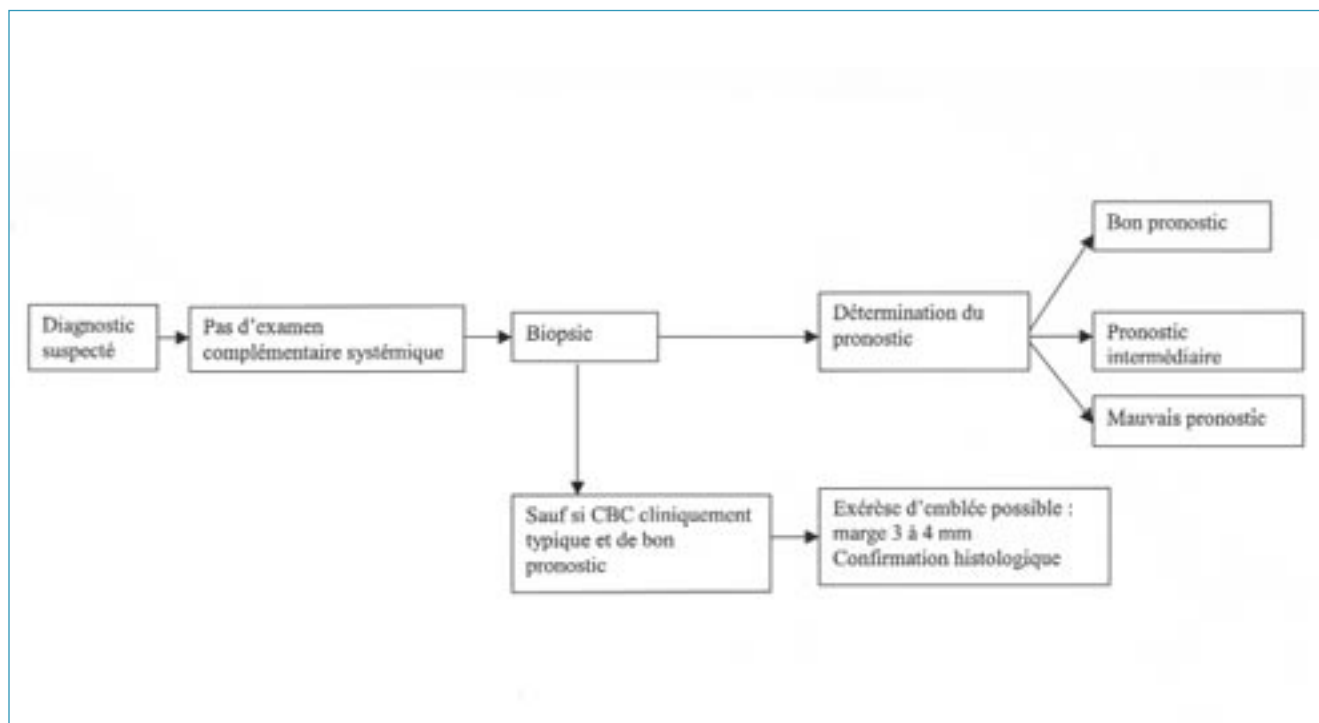 Diagnostic
suspecté
Pas d'examen
complémentaire systémique
Biopsie
Détermination du
pronostic
Bon pronostic
Pronostic
intermédiaire
Mauvais pronostic
Sauf si CBC cliniquement
typique et de bon
pronostic
Exérèse d'emblée possible :
marge 3 à 4 mm
Confirmation histologique